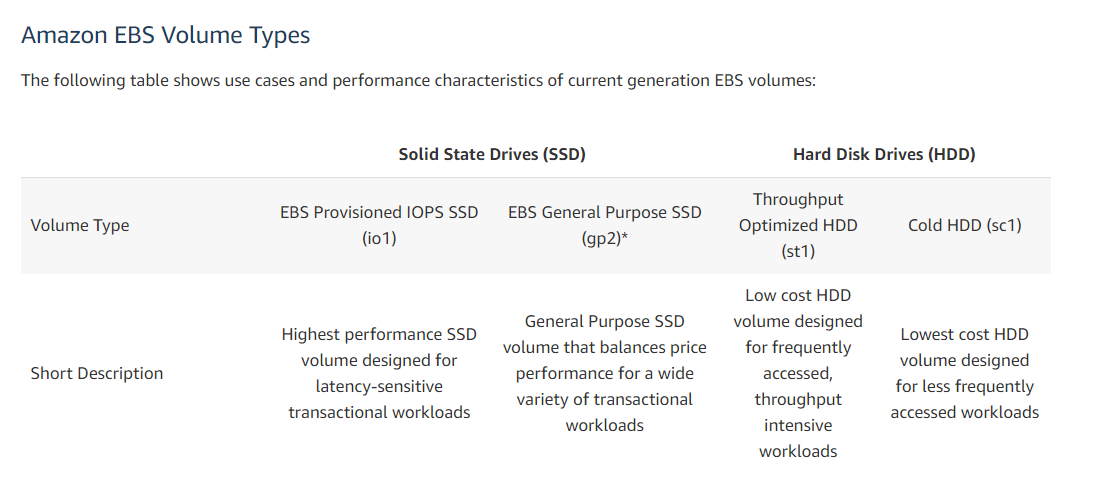 Amazon EBS Volume Types
The following table shows use cases and performance characteristics of current generation EBS volumes:
Solid State Drives (SSD)
Hard Disk Drives (HDD)
Volume Type
EBS Provisioned IOPS SSD
(io1)
EBS General Purpose SSD
(gp2)*
Throughput
Optimized HDD
(st1)
Cold HDD (sc1)
Short Description
Highest performance SSD
volume designed for
latency-sensitive
transactional workloads
General Purpose SSD
volume that balances price
performance for a wide
variety of transactional
workloads
Low cost HDD
volume designed
for frequently
accessed,
throughput
intensive
workloads
Lowest cost HDD
volume designed
for less frequently
accessed workloads